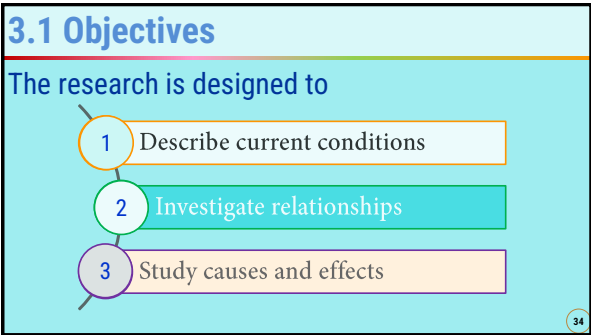 3.1 Objectives
The research is designed to
1 Describe current conditions
2 Investigate relationships
3 Study causes and effects
34